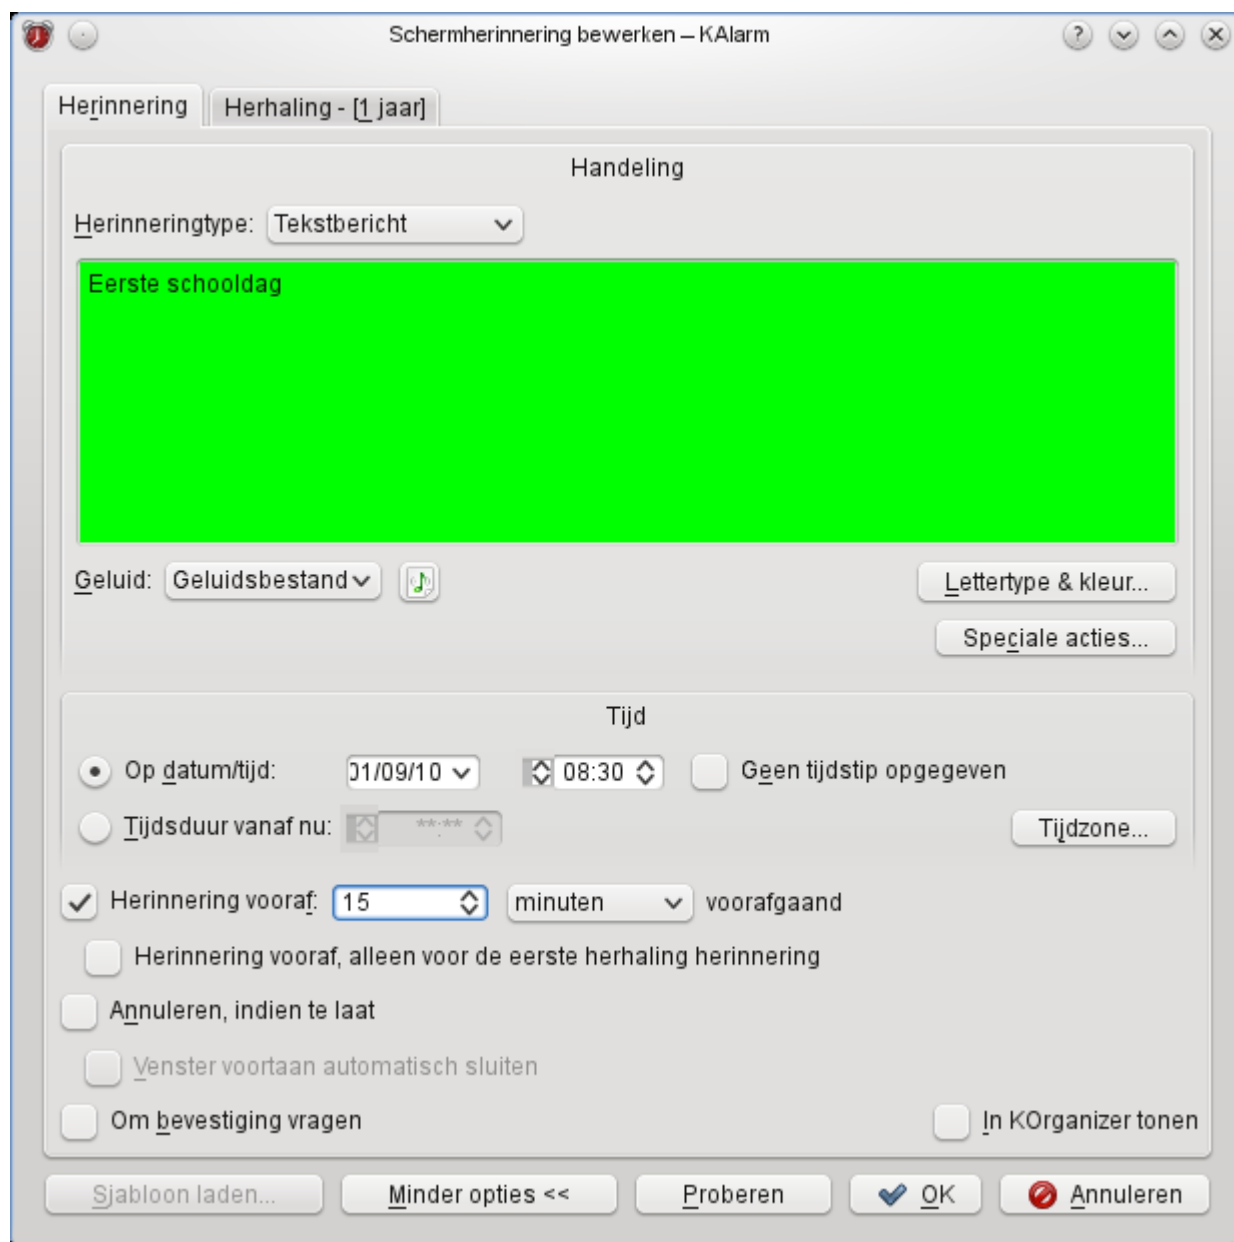 Schermherinnering bewerken – KAlarm
Herinnering
Herhaling - [1 jaar]
Handeling
Herinneringtype: Tekstbericht
Eerste schooldag
Geluid: Geluidsbestand
Lettertype & kleur...
Speciale acties...
Tijd
Op datum/tijd: 01/09/10 08:30 Geen tijdstip opgegeven
Tijdsduur vanaf nu: **:** Tijdzone...
Herinnering vooraf: 15 minuten voorafgaand
Herinnering vooraf, alleen voor de eerste herhaling herinnering
Annuleren, indien te laat
Venster voortaan automatisch sluiten
Om bevestiging vragen In KOrganizer tonen
Sjabloon laden... Minder opties << Proberen OK Annuleren